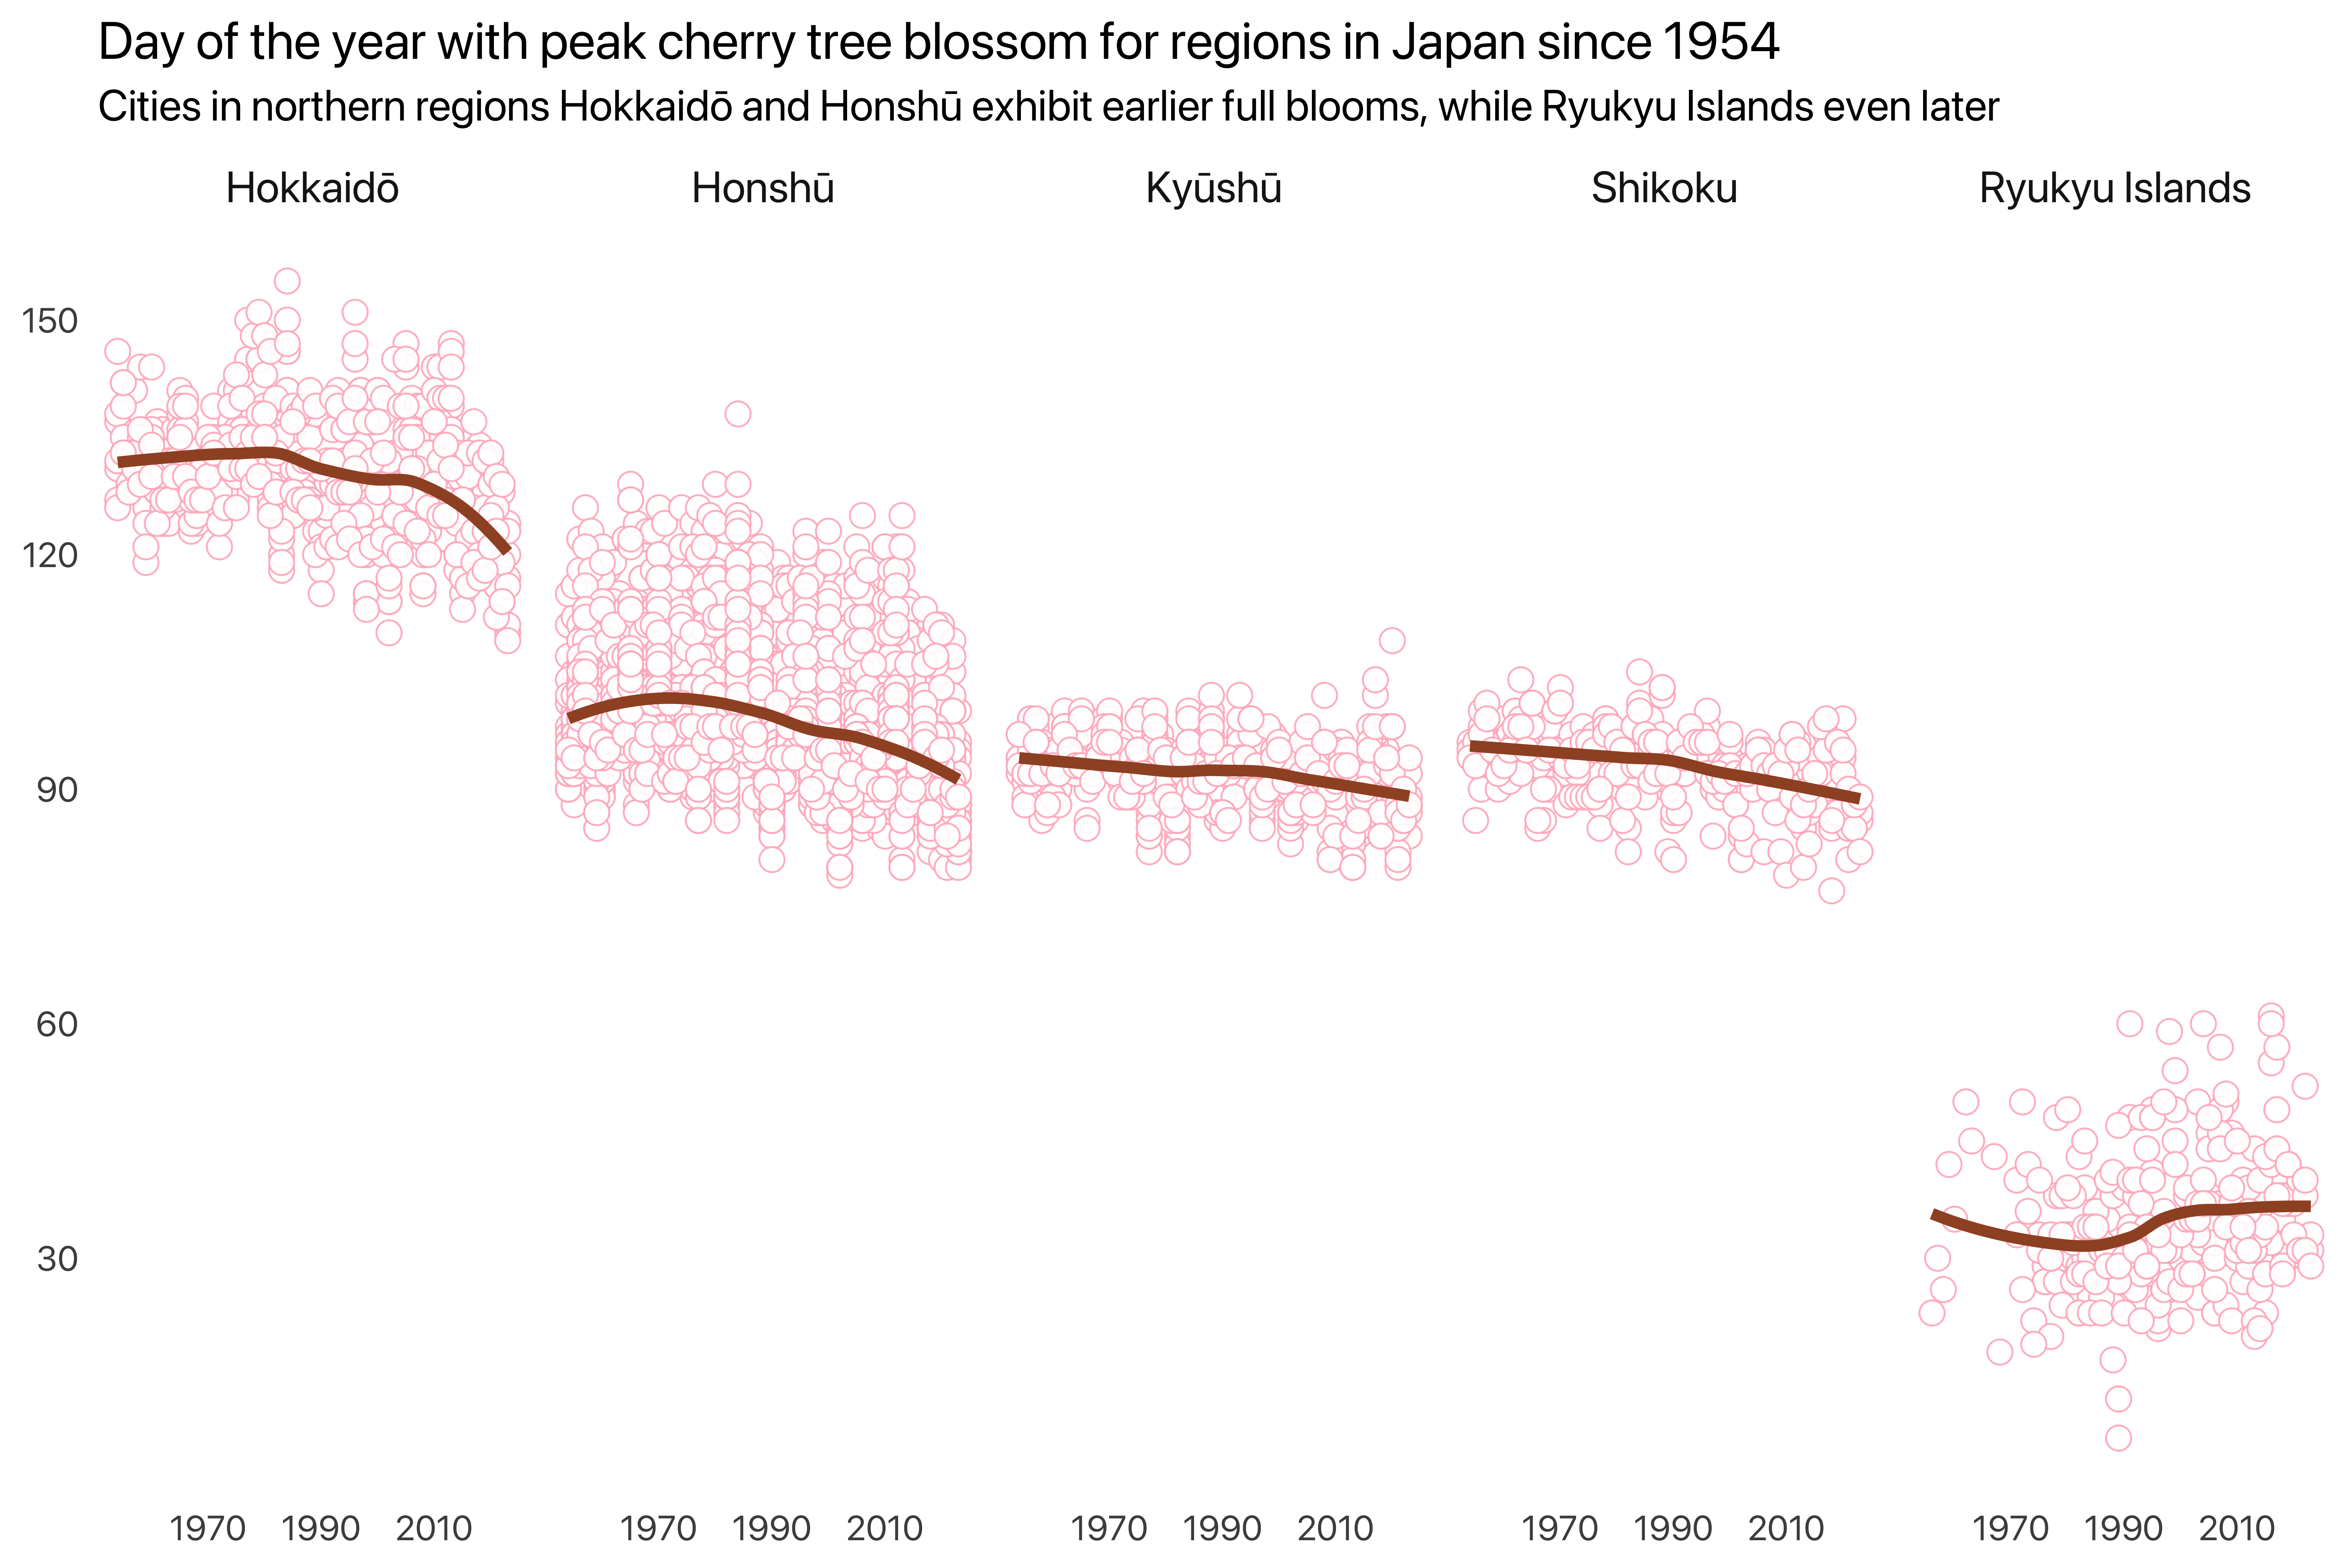 Day of the year with peak cherry tree blossom for regions in Japan since 1954
Cities in northern regions Hokkaidō and Honshū exhibit earlier full blooms, while Ryukyu Islands even later
Hokkaidō Honshū Kyūshū Shikoku Ryukyu Islands
150
120
90
60
30
1970 1990 2010 1970 1990 2010 1970 1990 2010 1970 1990 2010 1970 1990 2010